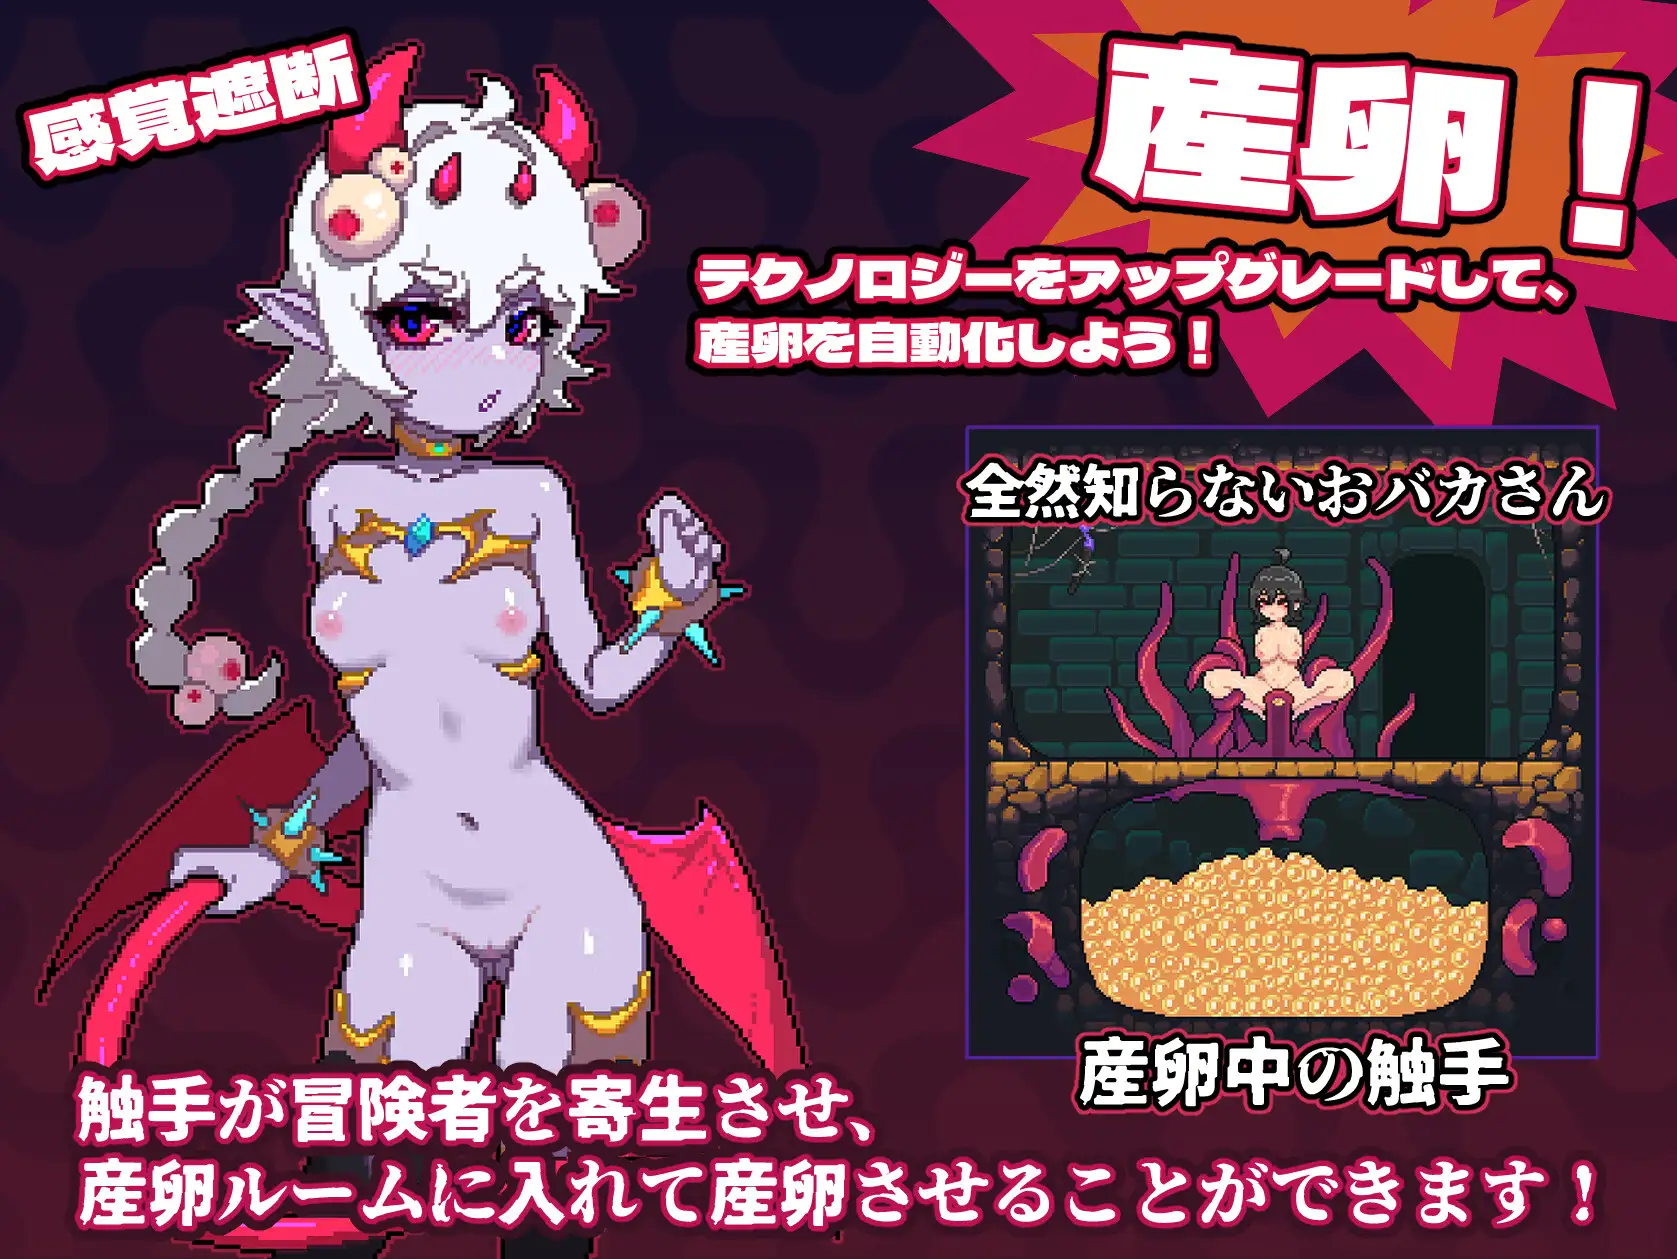 感覚遮断
産卵！
テクノロジーをアップグレードして、
産卵を自動化しよう！
全然知らないおバカさん
産卵中の触手
触手が冒険者を寄生させ、
産卵ルームに入れて産卵させることができます！